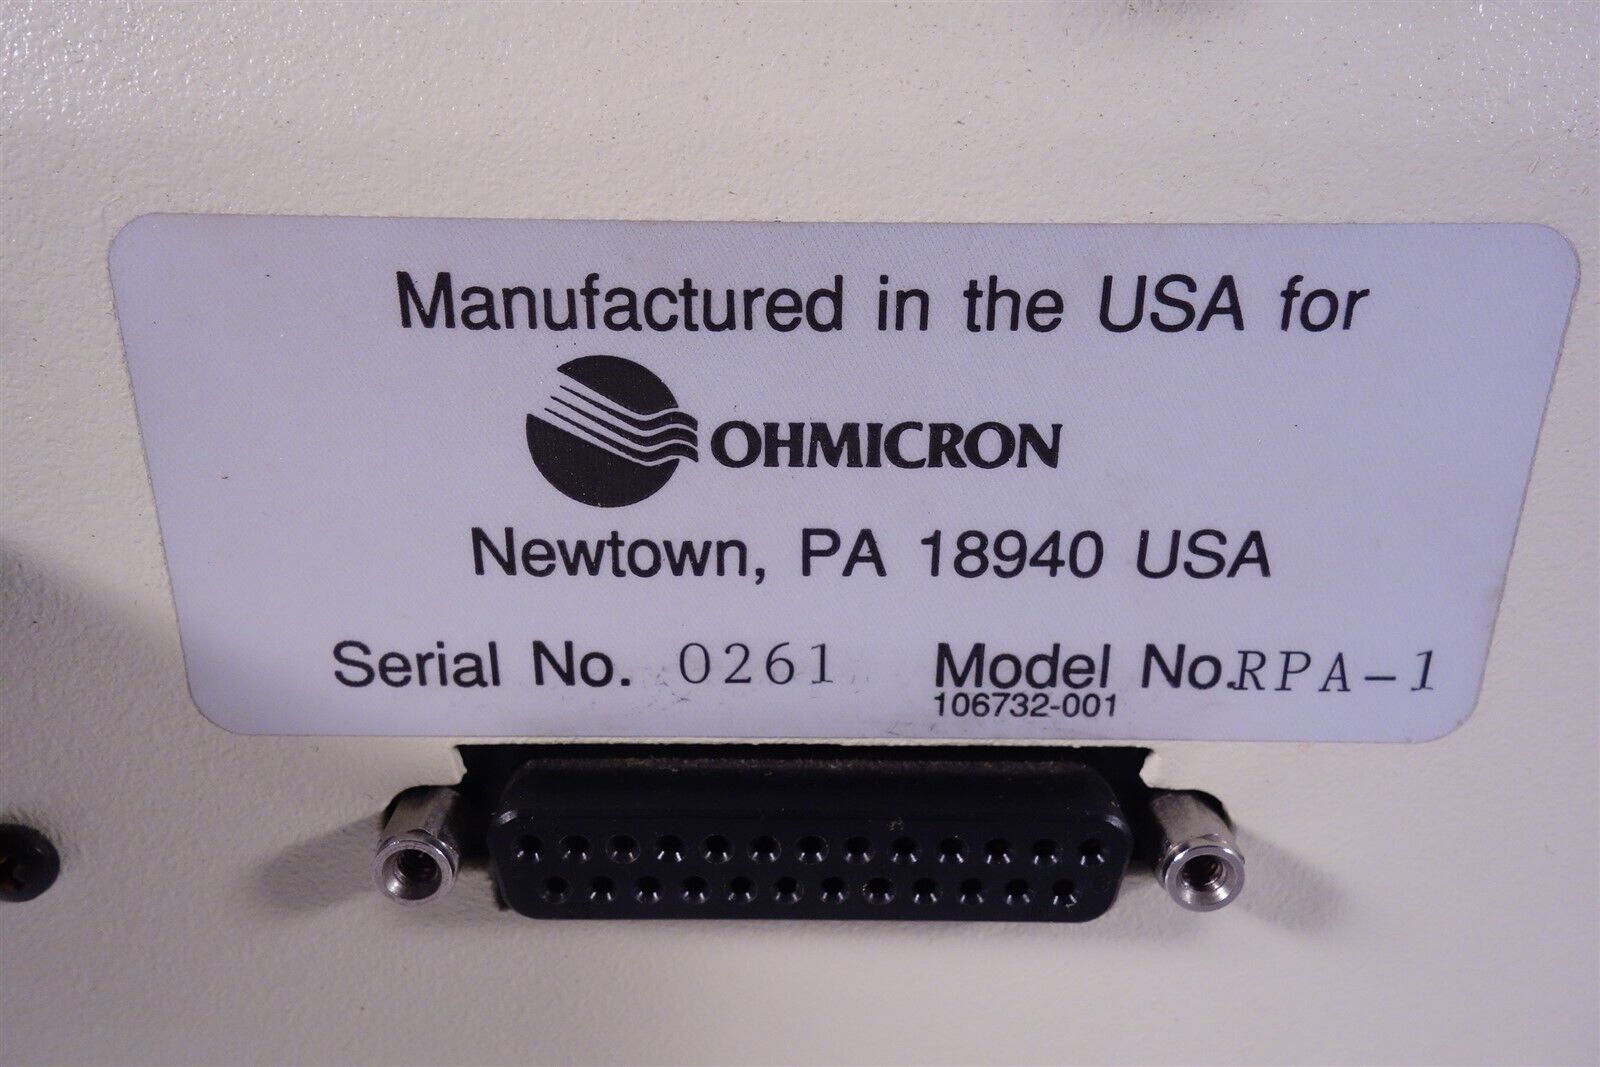 Manufactured in the USA for
OHMICRON
Newtown, PA 18940 USA
Serial No. 0261 Model No. RPA-1
106732-001